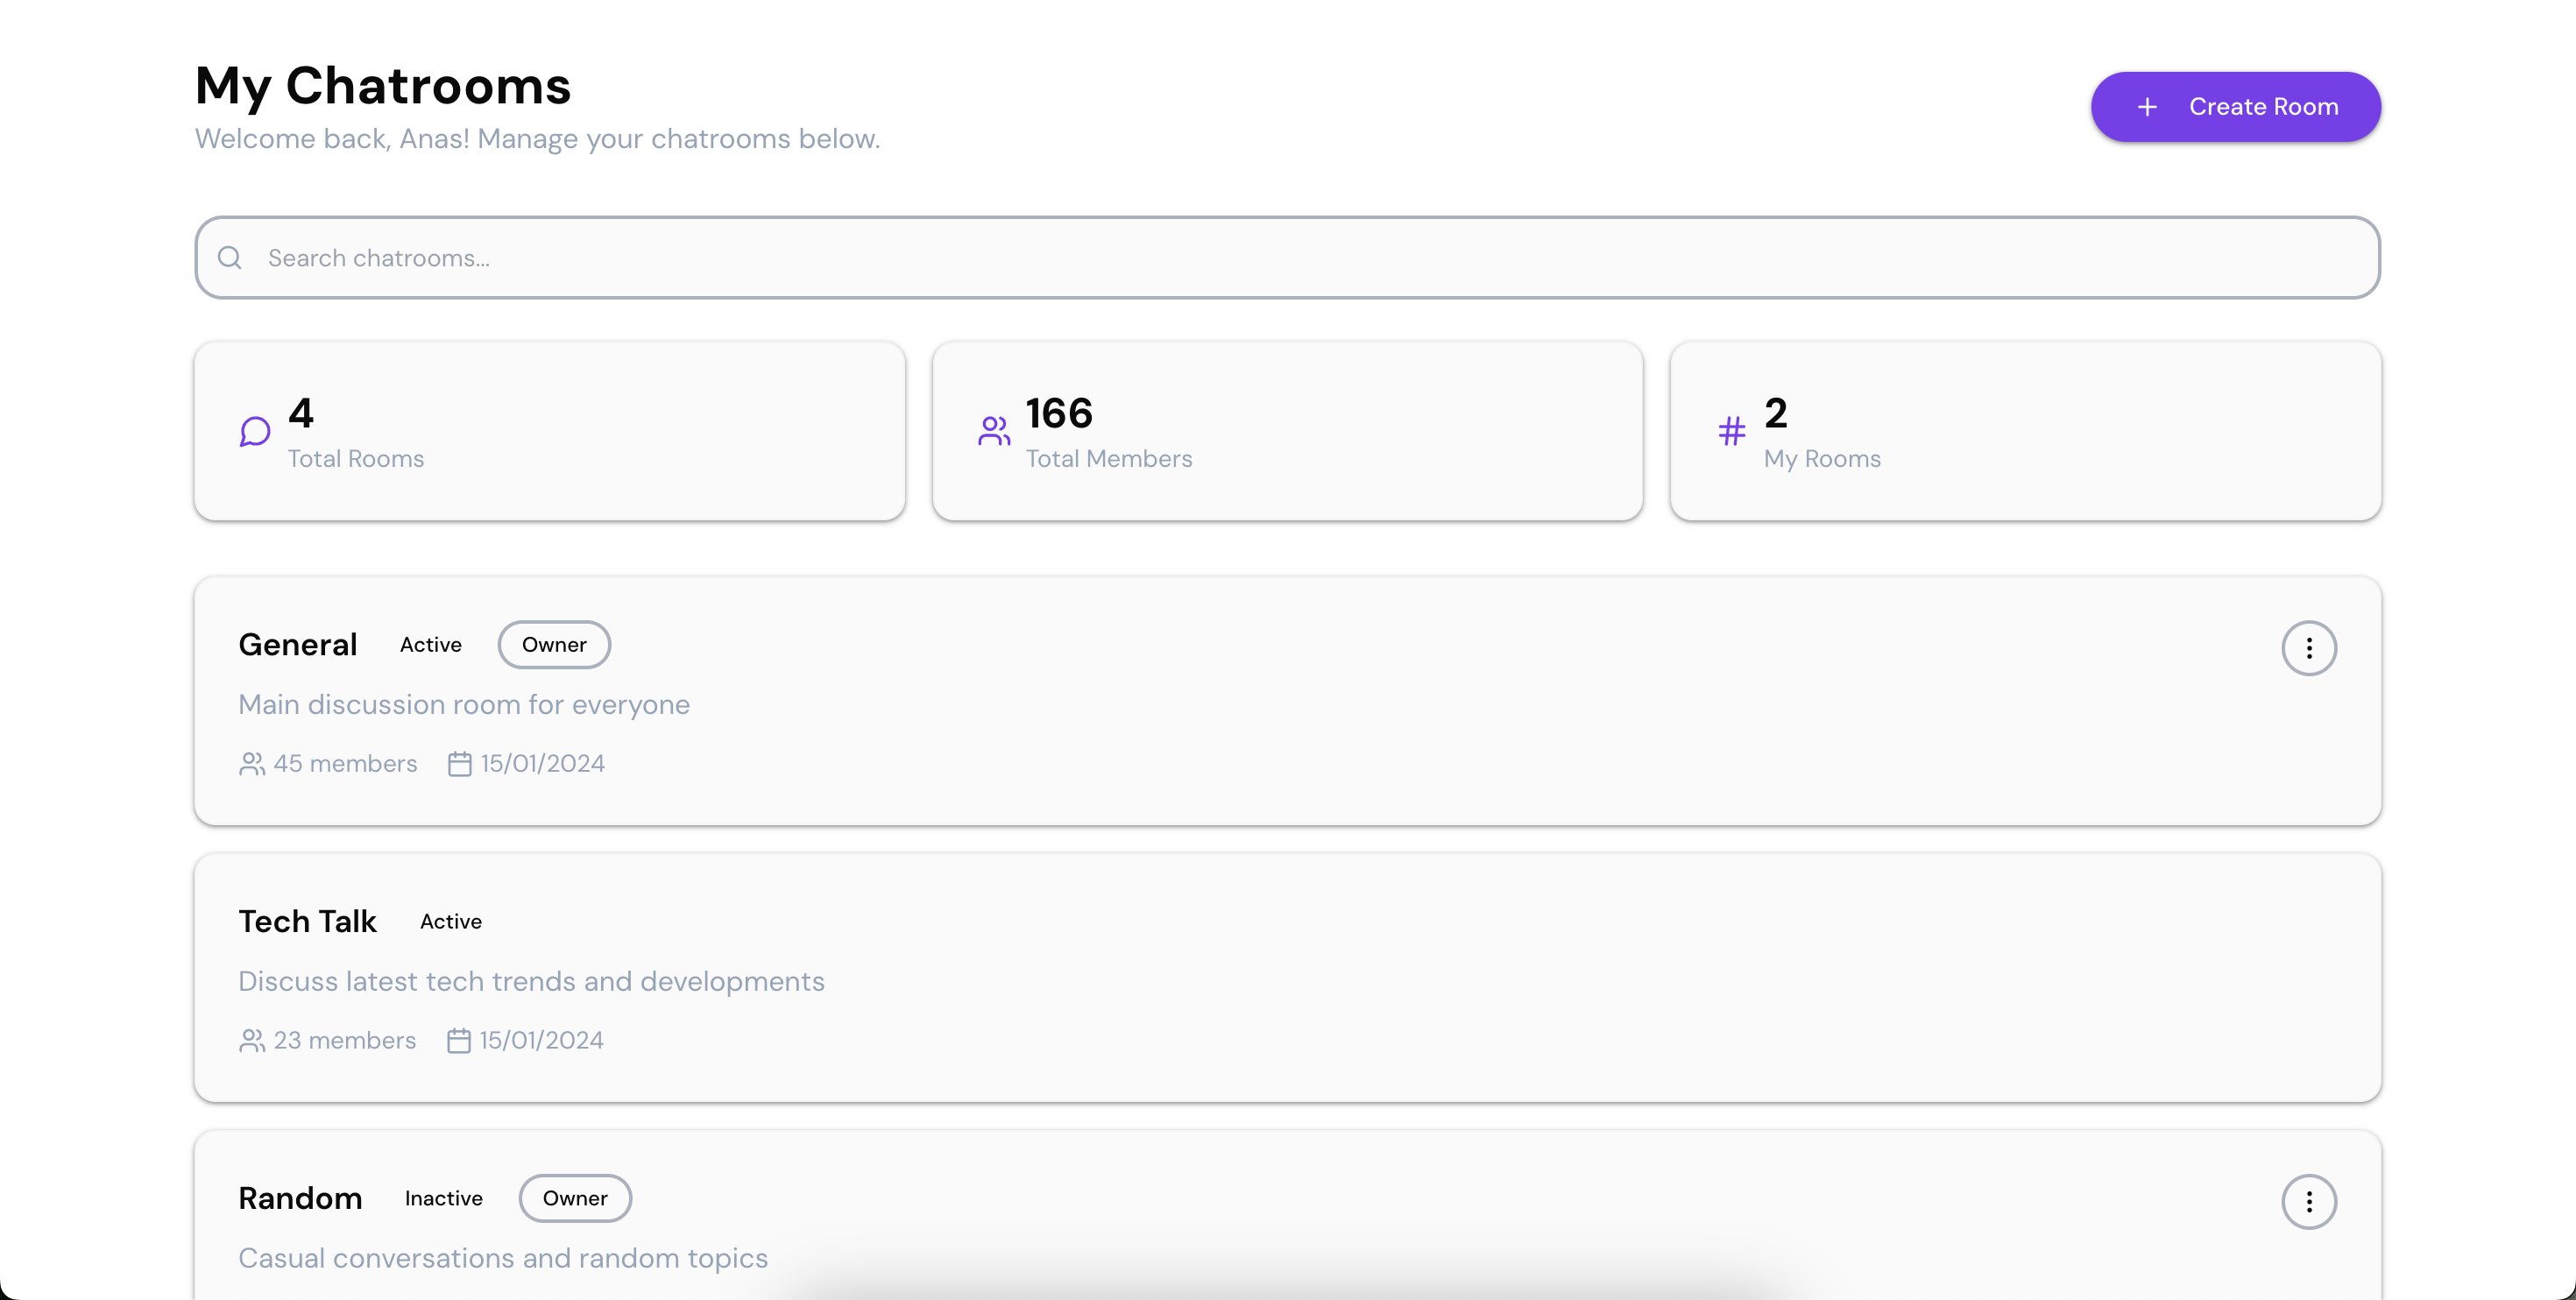 My Chatrooms
Welcome back, Anas! Manage your chatrooms below.
+ Create Room
Search chatrooms...
4
Total Rooms
166
Total Members
2
My Rooms
General Active Owner
Main discussion room for everyone
45 members 15/01/2024
Tech Talk Active
Discuss latest tech trends and developments
23 members 15/01/2024
Random Inactive Owner
Casual conversations and random topics